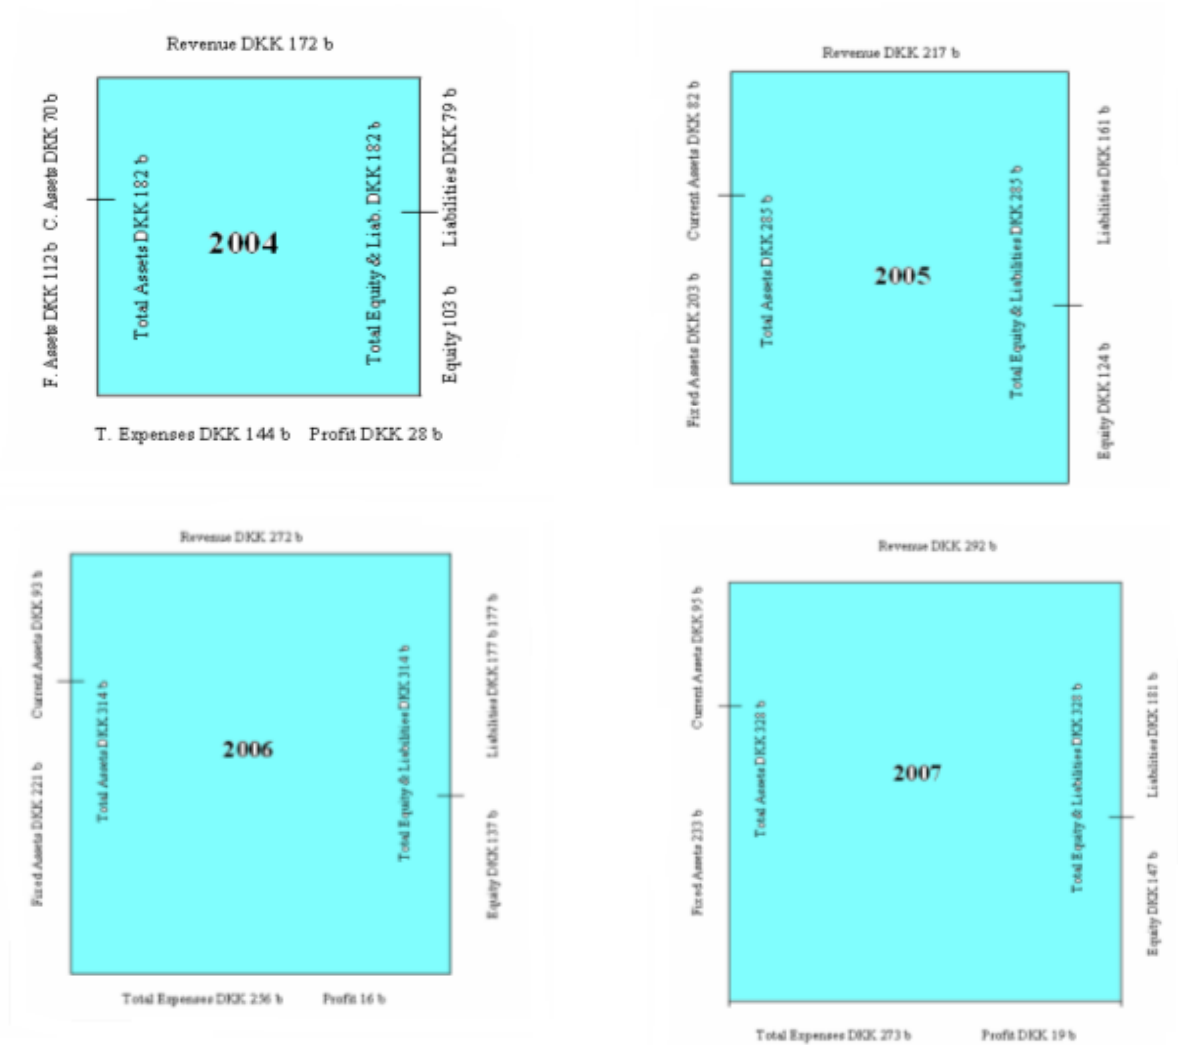 Revenue DKK 172 b
C. Assets DKK 70 b
F. Assets DKK 112 b
Total Assets DKK 182 b
2004
Total Equity & Liab. DKK 182 b
Liabilities DKK 79 b
Equity 103 b
T. Expenses DKK 144 b Profit DKK 28 b
Revenue DKK 217 b
Current Assets DKK 82 b
Fixed Assets DKK 203 b
Total Assets DKK 285 b
2005
Total Equity & Liabilities DKK 285 b
Liabilities DKK 161 b
Equity DKK 124 b
Revenue DKK 272 b
Current Assets DKK 93 b
Fixed Assets DKK 221 b
Total Assets DKK 314 b
2006
Total Equity & Liabilities DKK 314 b
Liabilities DKK 177 b 177 b
Equity DKK 137 b
Total Expenses DKK 256 b Profit 16 b
Revenue DKK 292 b
Current Assets DKK 95 b
Fixed Assets 233 b
Total Assets DKK 328 b
2007
Total Equity & Liabilities DKK 328 b
Liabilities DKK 181 b
Equity DKK 147 b
Total Expenses DKK 273 b Profit DKK 19 b